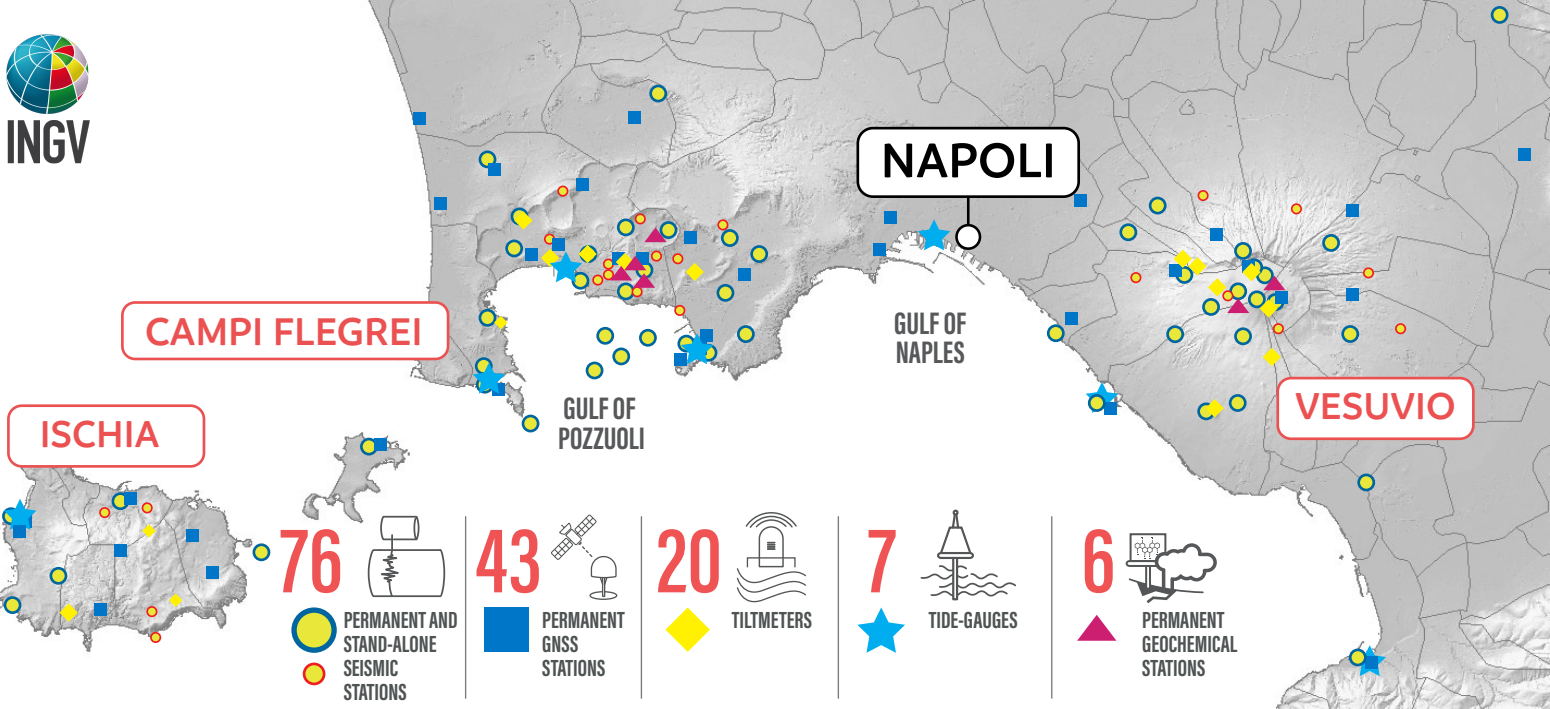 INGV
NAPOLI
CAMPI FLEGREI
GULF OF
NAPLES
GULF OF
POZZUOLI
VESUVIO
ISCHIA
76
PERMANENT AND
STAND-ALONE
SEISMIC
STATIONS
43
PERMANENT
GNSS
STATIONS
20
TILTMETERS
7
TIDE-GAUGES
6
PERMANENT
GEOCHEMICAL
STATIONS